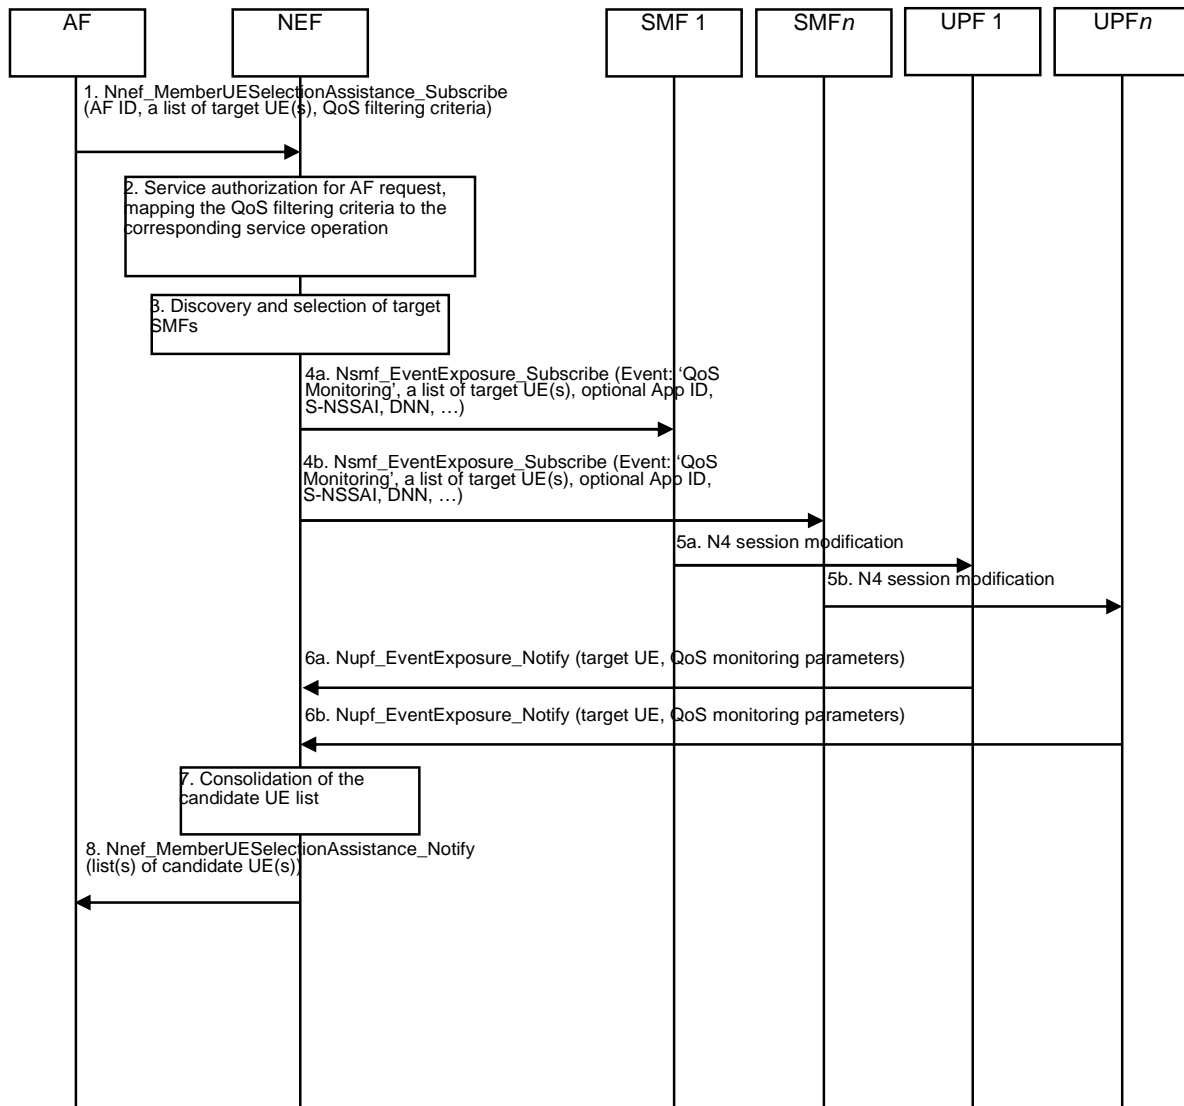 AF
NEF
SMF 1
SMFn
UPF 1
UPFn
1. Nnef_MemberUESelectionAssistance_Subscribe
(AF ID, a list of target UE(s), QoS filtering criteria)
2. Service authorization for AF request,
mapping the QoS filtering criteria to the
corresponding service operation
3. Discovery and selection of target
SMFs
4a. Nsmf_EventExposure_Subscribe (Event: ‘QoS
Monitoring’, a list of target UE(s), optional App ID,
S-NSSAI, DNN, …)
4b. Nsmf_EventExposure_Subscribe (Event: ‘QoS
Monitoring’, a list of target UE(s), optional App ID,
S-NSSAI, DNN, …)
5a. N4 session modification
5b. N4 session modification
6a. Nupf_EventExposure_Notify (target UE, QoS monitoring parameters)
6b. Nupf_EventExposure_Notify (target UE, QoS monitoring parameters)
7. Consolidation of the
candidate UE list
8. Nnef_MemberUESelectionAssistance_Notify
(list(s) of candidate UE(s))